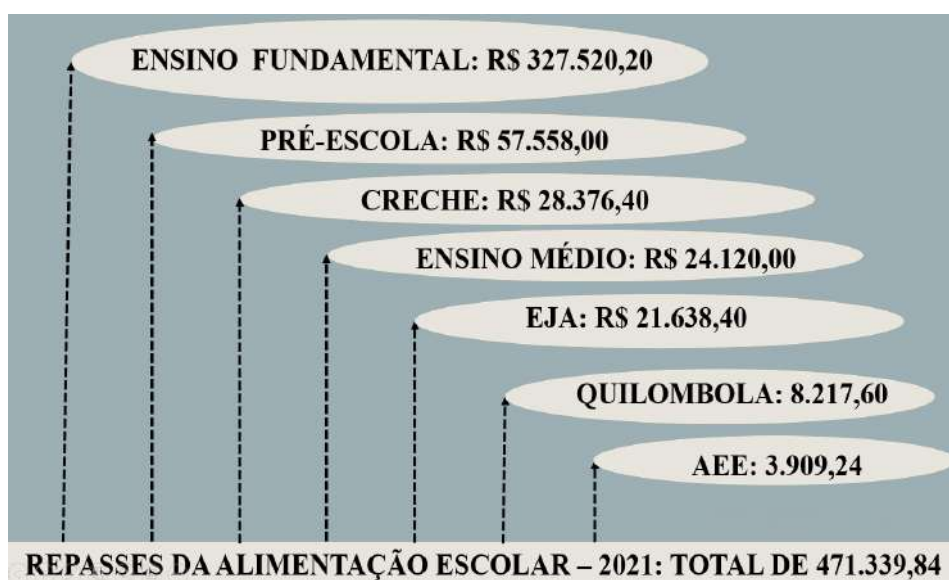 ENSINO FUNDAMENTAL: R$ 327.520,20
PRÉ-ESCOLA: R$ 57.558,00
CRECHE: R$ 28.376,40
ENSINO MÉDIO: R$ 24.120,00
EJA: R$ 21.638,40
QUILOMBOLA: 8.217,60
AEE: 3.909,24
REPASSES DA ALIMENTAÇÃO ESCOLAR – 2021: TOTAL DE 471.339,84